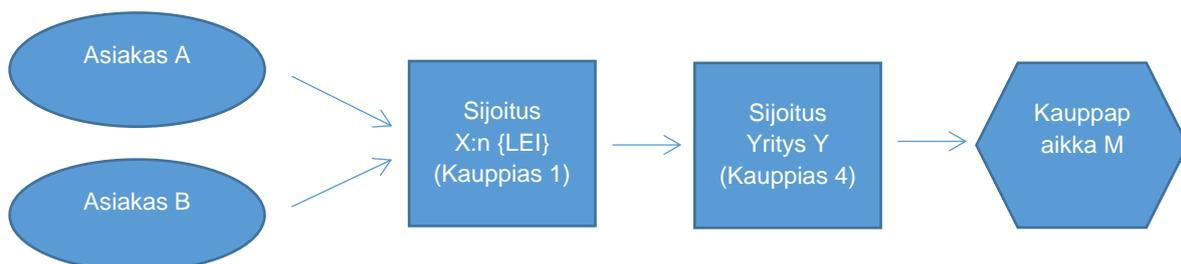 Asiakas A
Asiakas B
Sijoitus
X:n {LEI}
(Kauppias 1)
Sijoitus
Yritys Y
(Kauppias 4)
Kauppap
aikka M